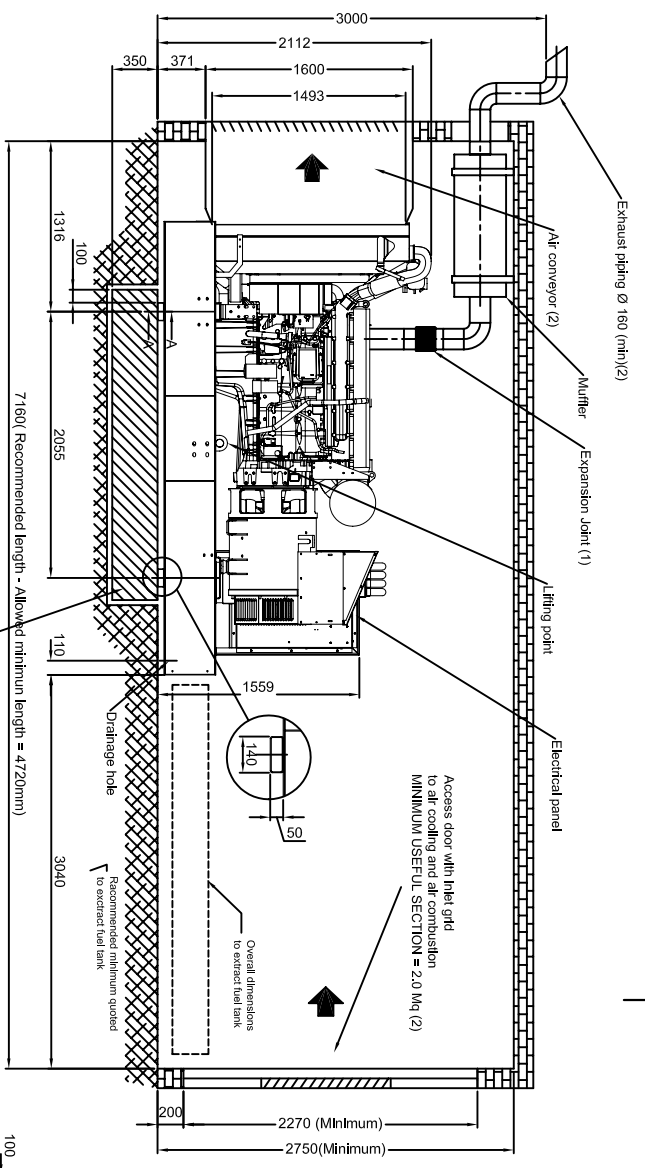 3000
2112
1600
1493
350
371
Exhaust piping Ø 160 (min)(2)
Air conveyor (2)
Muffler
Expansion Joint (1)
Lifting point
Electrical panel
Access door with inlet grid
to air cooling and air combustion
MINIMUM USEFUL SECTION = 2.0 Mq (2)
1316
100
A
A
2055
110
Drainage hole
1559
140
50
3040
Overall dimensions
to extract fuel tank
Raccommended minimum quoted
to exctract fuel tank
7160( Recommended length - Allowed minimun length = 4720mm)
200
2270 (Minimum)
2750(Minimum)
100